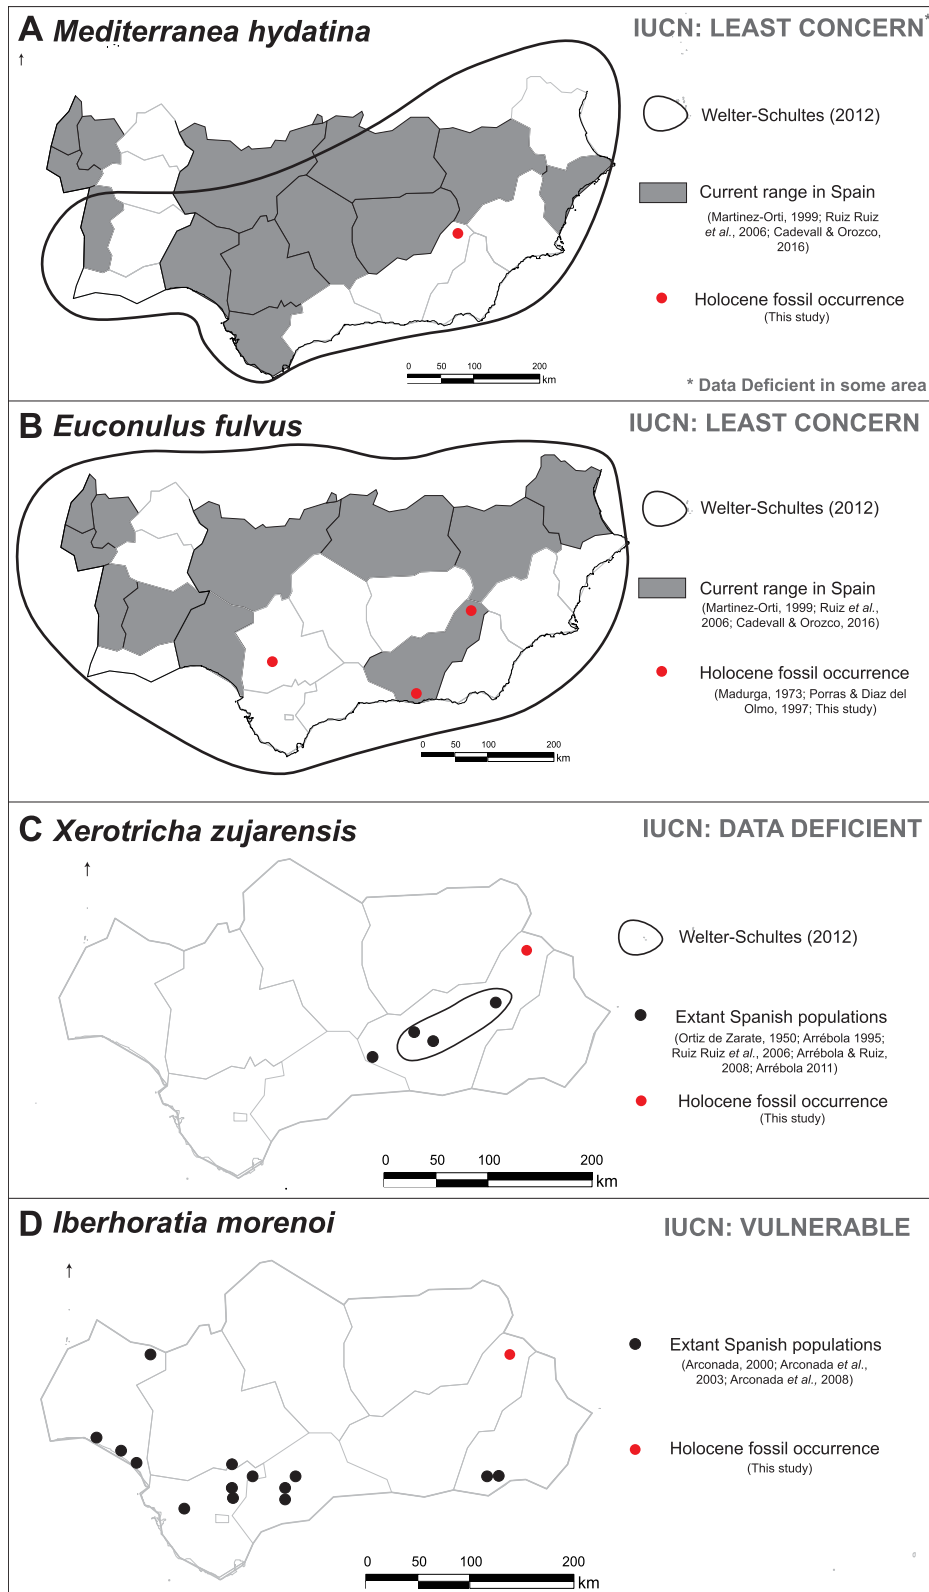 A Mediterranea hydatina
IUCN: LEAST CONCERN*
↑
Welter-Schultes (2012)
Current range in Spain
(Martinez-Orti, 1999; Ruiz Ruiz
et al., 2006; Cadevall & Orozco,
2016)
Holocene fossil occurrence
(This study)
0 50 100 200
km
* Data Deficient in some area
B Euconulus fulvus
IUCN: LEAST CONCERN
Welter-Schultes (2012)
Current range in Spain
(Martinez-Orti, 1999; Ruiz et al.,
2006; Cadevall & Orozco, 2016)
Holocene fossil occurrence
(Madurga, 1973; Porras & Diaz del
Olmo, 1997; This study)
0 50 100 200
km
C Xerotricha zujarensis
IUCN: DATA DEFICIENT
↑
Welter-Schultes (2012)
Extant Spanish populations
(Ortiz de Zarate, 1950; Arrébola 1995;
Ruiz Ruiz et al., 2006; Arrébola & Ruiz,
2008; Arrébola 2011)
Holocene fossil occurrence
(This study)
0 50 100 200
km
D Iberhoratia morenoi
IUCN: VULNERABLE
↑
Extant Spanish populations
(Arconada, 2000; Arconada et al.,
2003; Arconada et al., 2008)
Holocene fossil occurrence
(This study)
0 50 100 200
km